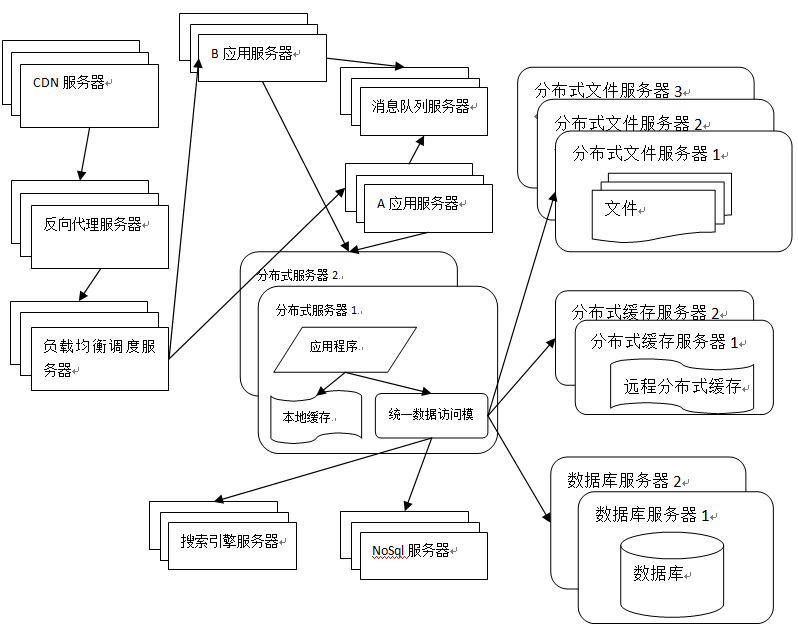 B 应用服务器
CDN 服务器
分布式文件服务器 3
消息队列服务器
分布式文件服务器 2
分布式文件服务器 1
文件
反向代理服务器
A 应用服务器
分布式服务器 2.
分布式服务器 1.
应用程序.
负载均衡调度服
务器
本地缓存.
统一数据访问模
分布式缓存服务器 2
分布式缓存服务器 1
远程分布式缓存
数据库服务器 2
数据库服务器 1
数据库
搜索引擎服务器
NoSql 服务器